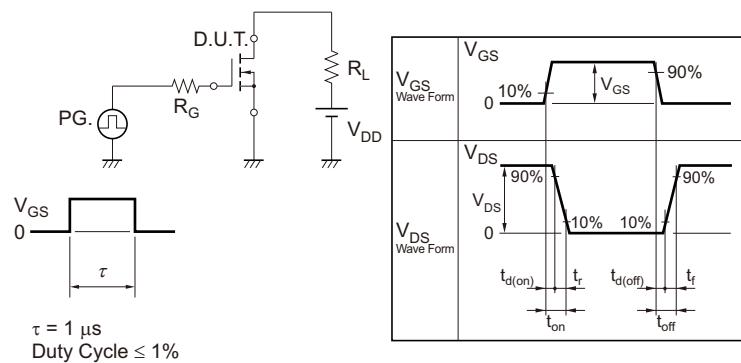 D.U.T.
R_L
R_G
PG.
V_DD
V_GS
0
τ
τ = 1 μs
Duty Cycle ≤ 1%
V_GS
Wave Form
V_GS
10%
V_GS
90%
0
V_DS
Wave Form
V_DS
90%
V_DS
10%
10%
90%
0
t_d(on)
t_r
t_d(off)
t_f
t_on
t_off